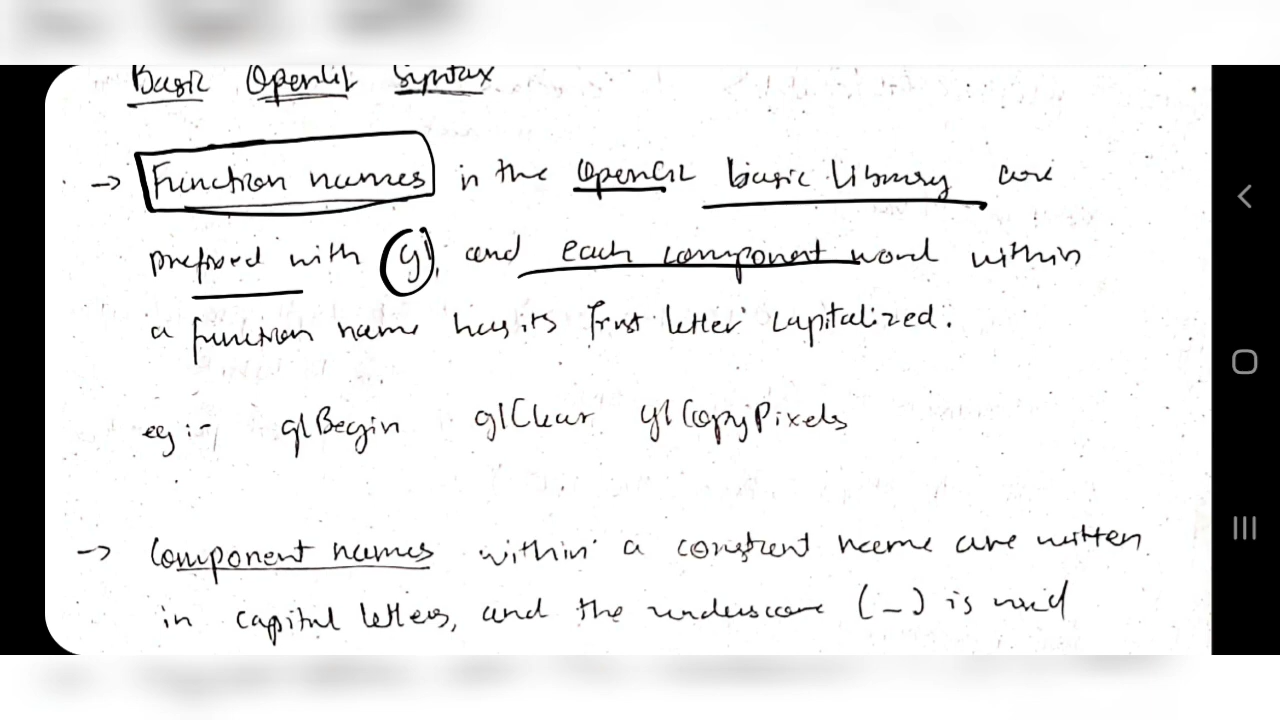 Basic OpenGL Syntax
→ Function names in the OpenGL basic library are
prefixed with gl, and each component word within
a function name has its first letter capitalized.
eg :- glBegin glClear glCopyPixels
→ Component names within a constant name are written
in capital letters, and the underscore (_) is used